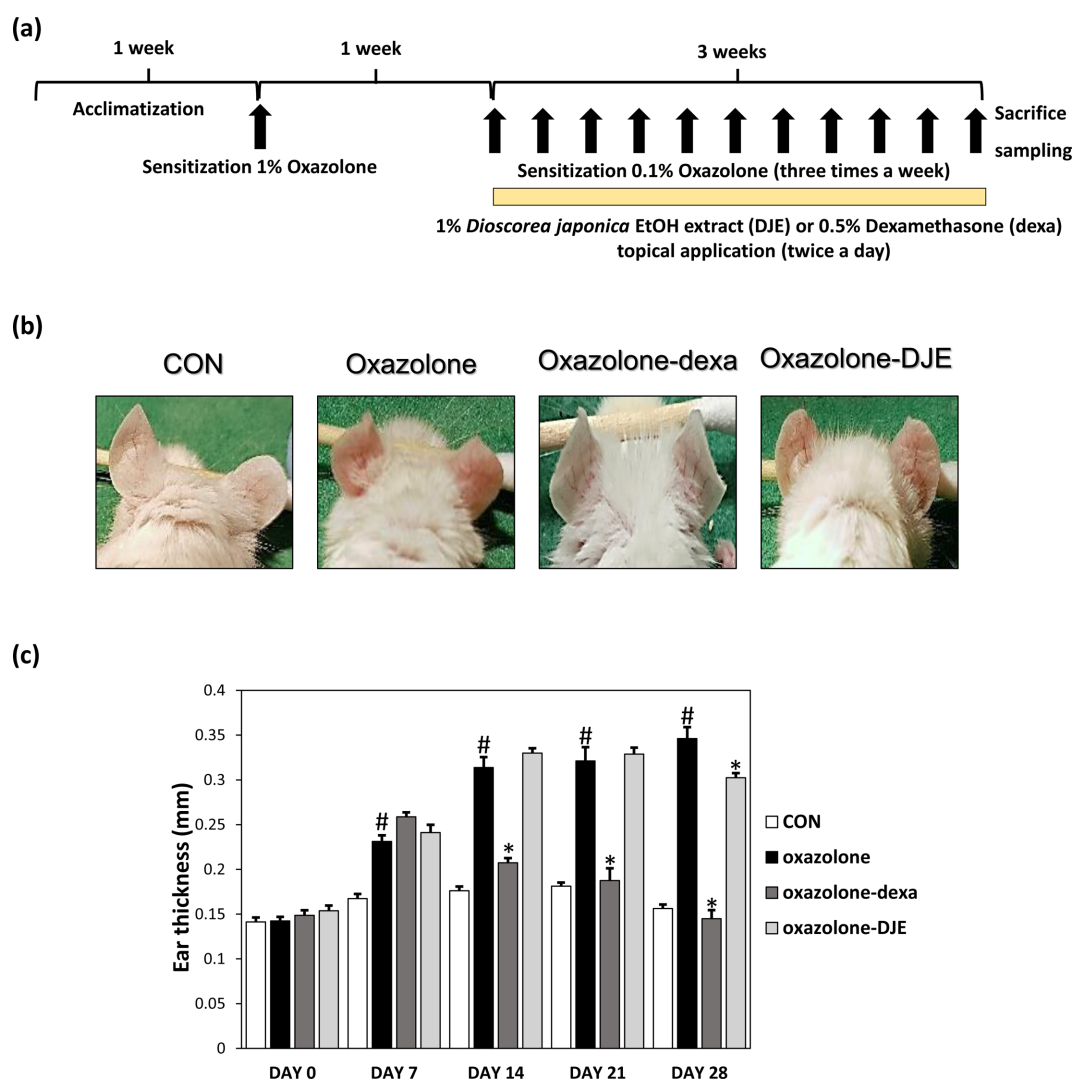 (a)
1 week
1 week
3 weeks
Acclimatization
Sacrifice
sampling
Sensitization 1% Oxazolone
Sensitization 0.1% Oxazolone (three times a week)
1% Dioscorea japonica EtOH extract (DJE) or 0.5% Dexamethasone (dexa)
topical application (twice a day)
(b)
CON
Oxazolone
Oxazolone-dexa
Oxazolone-DJE
(c)
Ear thickness (mm)
0.4
0.35
0.3
0.25
0.2
0.15
0.1
0.05
0
#
#
*
#
*
#
*
*
DAY 0
DAY 7
DAY 14
DAY 21
DAY 28
CON
oxazolone
oxazolone-dexa
oxazolone-DJE